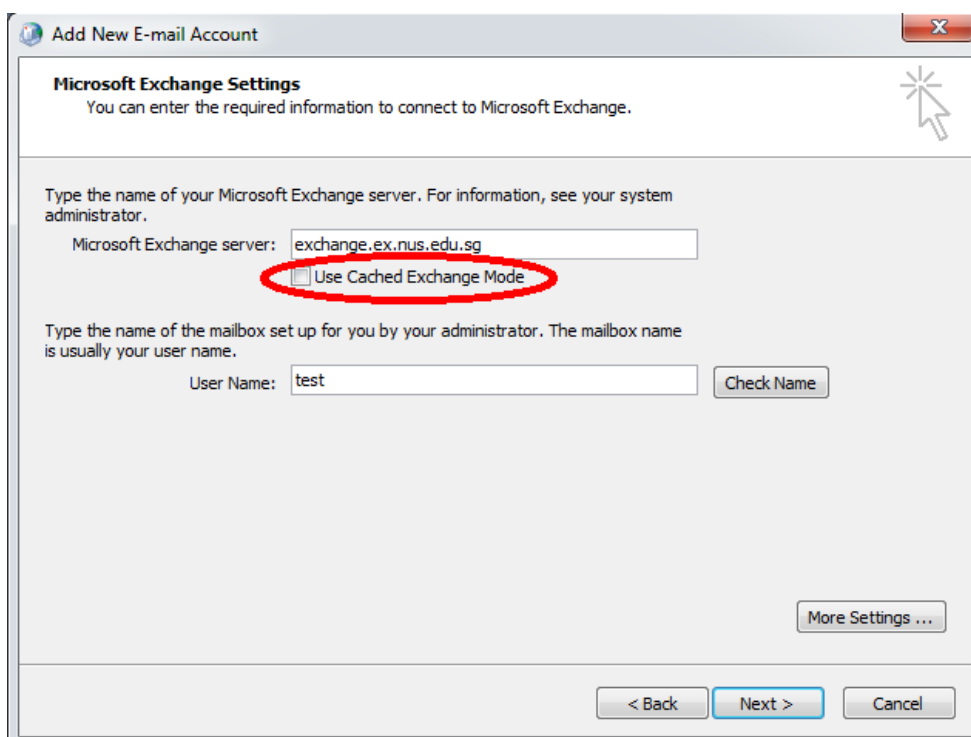 Add New E-mail Account
X
Microsoft Exchange Settings
You can enter the required information to connect to Microsoft Exchange.
Type the name of your Microsoft Exchange server. For information, see your system
administrator.
Microsoft Exchange server: exchange.ex.nus.edu.sg
Use Cached Exchange Mode
Type the name of the mailbox set up for you by your administrator. The mailbox name
is usually your user name.
User Name: test Check Name
More Settings ...
< Back Next > Cancel